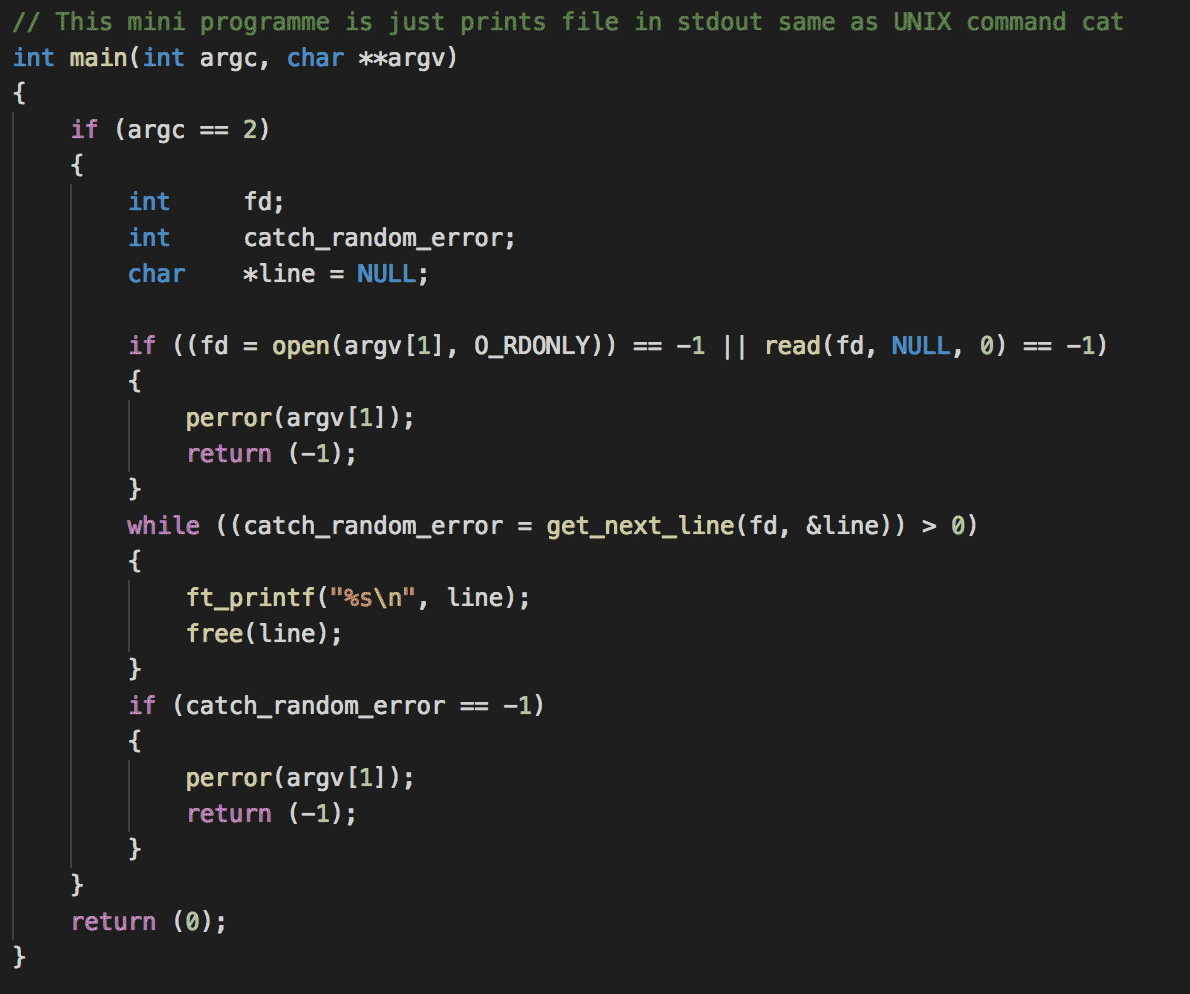 // This mini programme is just prints file in stdout same as UNIX command cat
int main(int argc, char **argv)
{
    if (argc == 2)
    {
        int     fd;
        int     catch_random_error;
        char    *line = NULL;

        if ((fd = open(argv[1], O_RDONLY)) == -1 || read(fd, NULL, 0) == -1)
        {
            perror(argv[1]);
            return (-1);
        }
        while ((catch_random_error = get_next_line(fd, &line)) > 0)
        {
            ft_printf("%s\n", line);
            free(line);
        }
        if (catch_random_error == -1)
        {
            perror(argv[1]);
            return (-1);
        }
    }
    return (0);
}